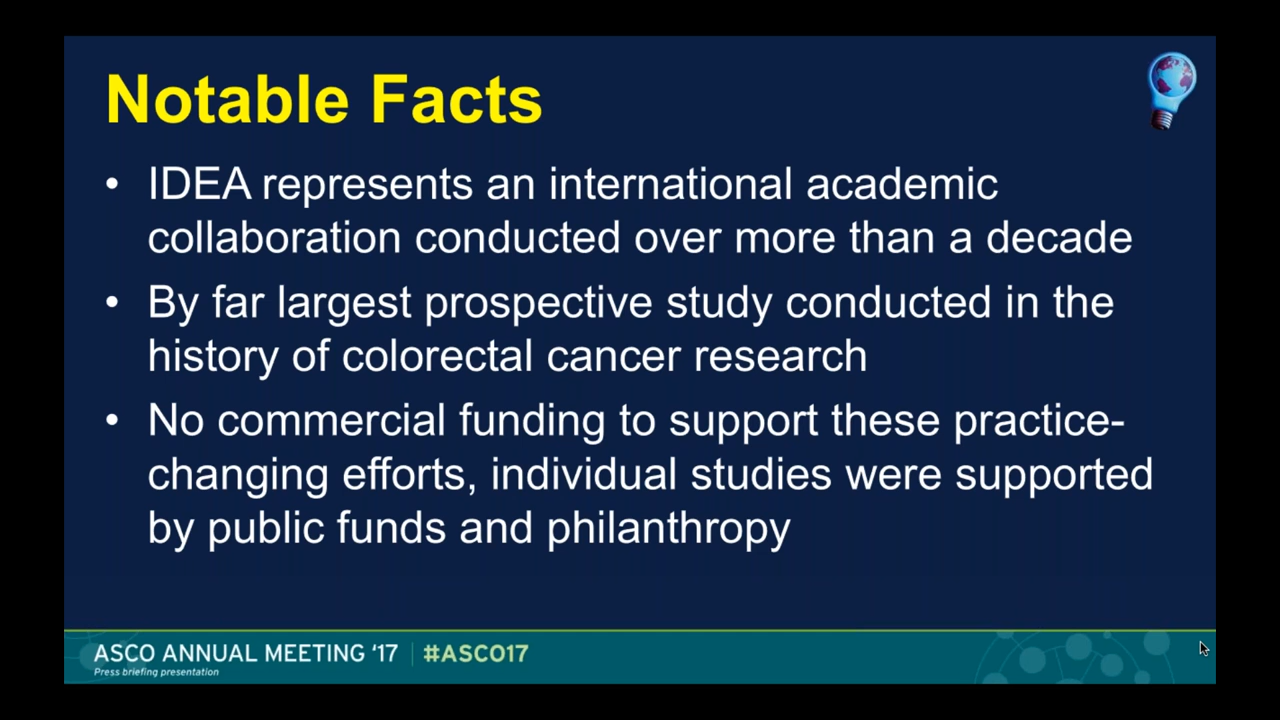 Notable Facts
• IDEA represents an international academic
collaboration conducted over more than a decade
• By far largest prospective study conducted in the
history of colorectal cancer research
• No commercial funding to support these practice-
changing efforts, individual studies were supported
by public funds and philanthropy
ASCO ANNUAL MEETING ‘17 | #ASCO17
Press briefing presentation